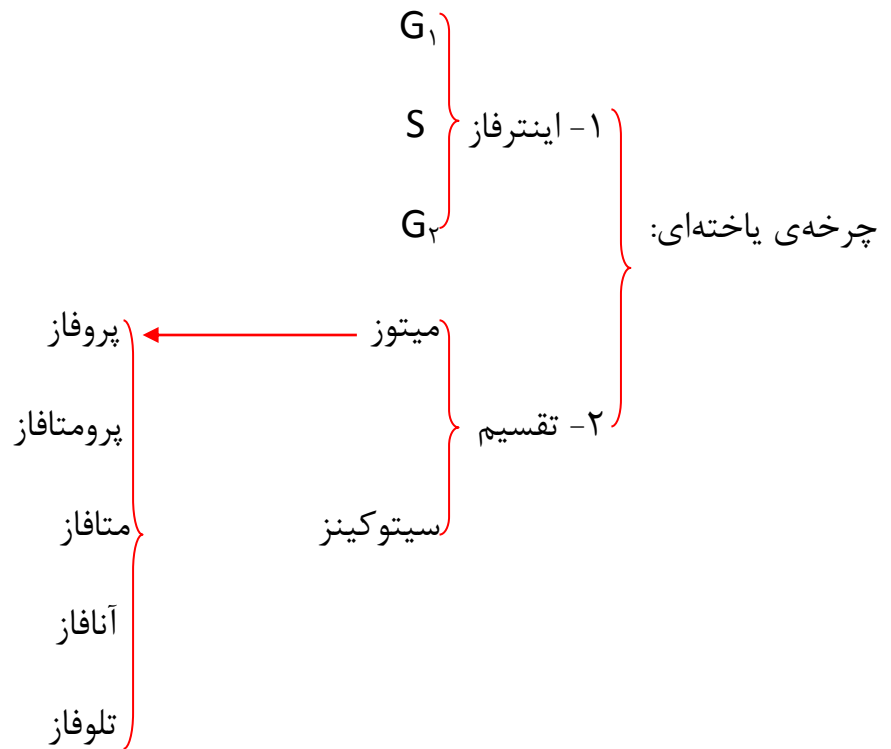 چرخه‌ی یاخته‌ای:
۱- اینترفاز
G۱
S
G۲
۲- تقسیم
میتوز
سیتوکینز
پروفاز
پرومتافاز
متافاز
آنافاز
تلوفاز